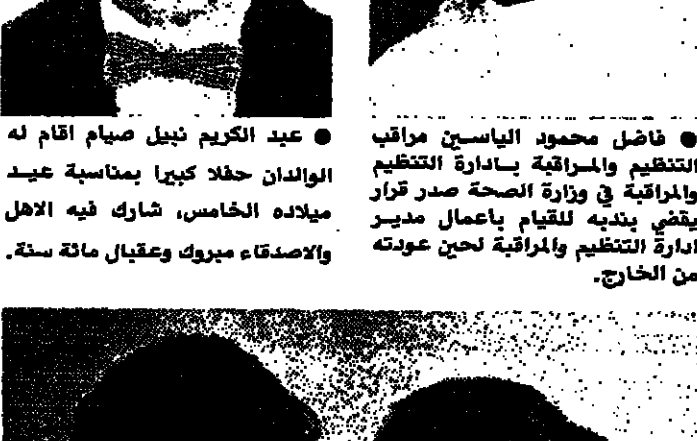 ● فاضل محمود الياسين مراقب
التنظيم والمراقبة بادارة التنظيم
والمراقبة في وزارة الصحة صدر قرار
يقضي بندبه للقيام بأعمال مدير
ادارة التنظيم والمراقبة لحين عودته
من الخارج.
● عبد الكريم نبيل صيام اقام له
الوالدان حفلا كبيرا بمناسبة عيد
ميلاده الخامس، شارك فيه الاهل
والاصدقاء مبروك وعقبال مائة سنة.